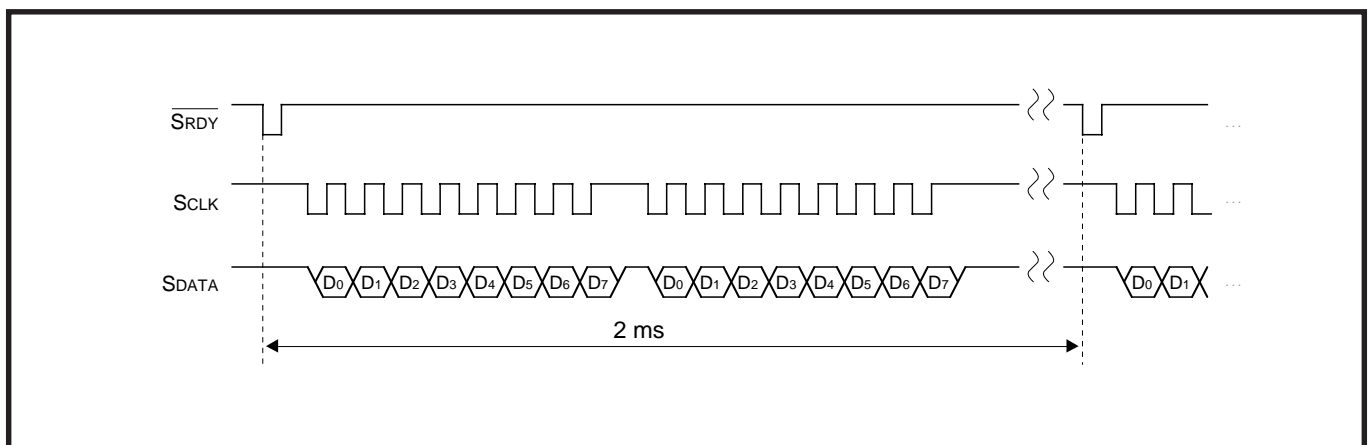 SRDY
...
SCLK
...
SDATA
D0 D1 D2 D3 D4 D5 D6 D7 D0 D1 D2 D3 D4 D5 D6 D7 D0 D1 ...
2 ms